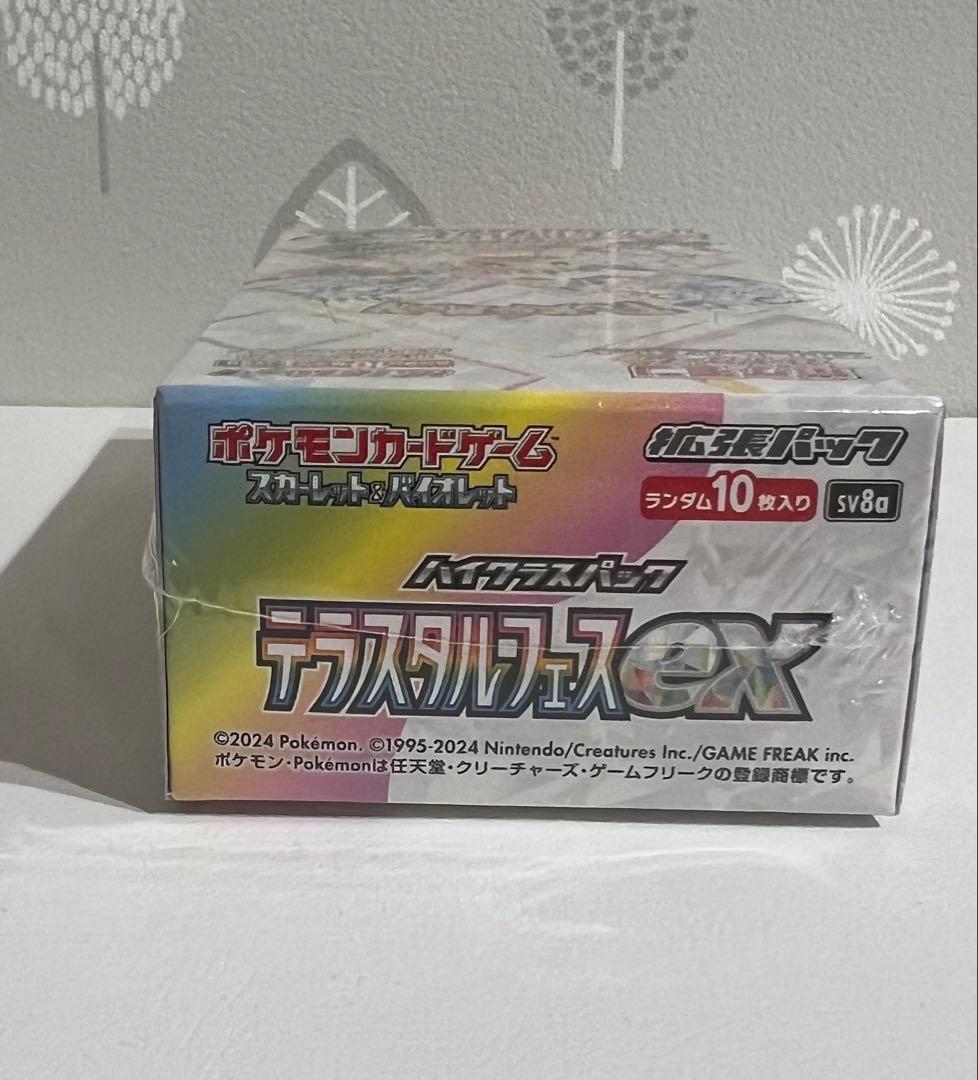 ポケモンカードゲーム
スカーレット&バイオレット
拡張パック
ランダム10枚入り sv8a
ハイクラスパック
テラスタルフェスex
©2024 Pokémon. ©1995-2024 Nintendo/Creatures Inc./GAME FREAK inc.
ポケモン・Pokémonは任天堂・クリーチャーズ・ゲームフリークの登録商標です。